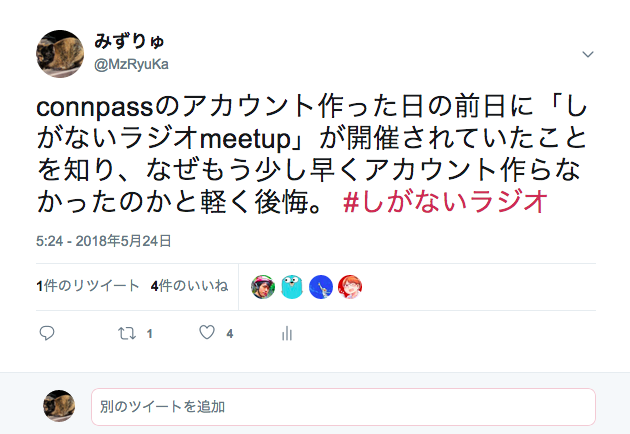 みずりゅ
@MzRyuKa
connpassのアカウント作った日の前日に「し
がないラジオmeetup」が開催されていたこと
を知り、なぜもう少し早くアカウント作らな
かったのかと軽く後悔。 #しがないラジオ
5:24 - 2018年5月24日
1件のリツイート 4件のいいね
1 4
別のツイートを追加